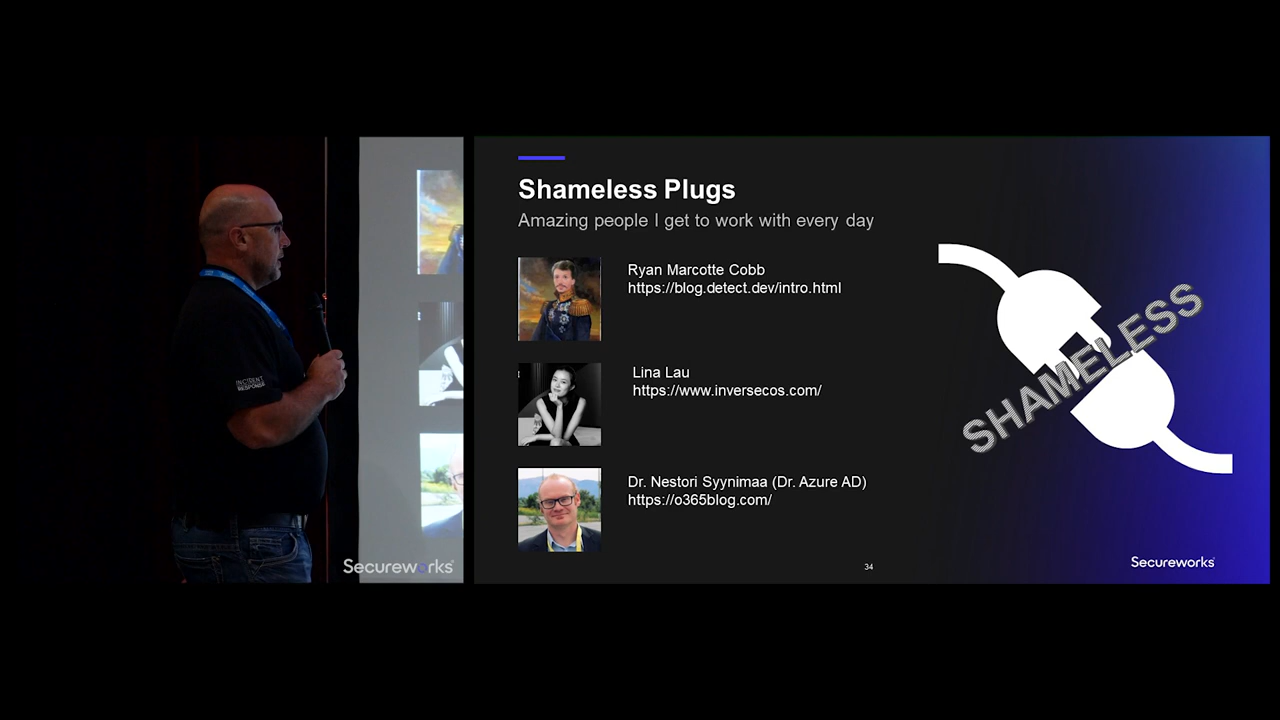 Shameless Plugs
Amazing people I get to work with every day
Ryan Marcotte Cobb
https://blog.detect.dev/intro.html
Lina Lau
https://www.inversecos.com/
Dr. Nestori Syynimaa (Dr. Azure AD)
https://o365blog.com/
SHAMELESS
INCIDENT
RESPONSE
Secureworks
34
Secureworks